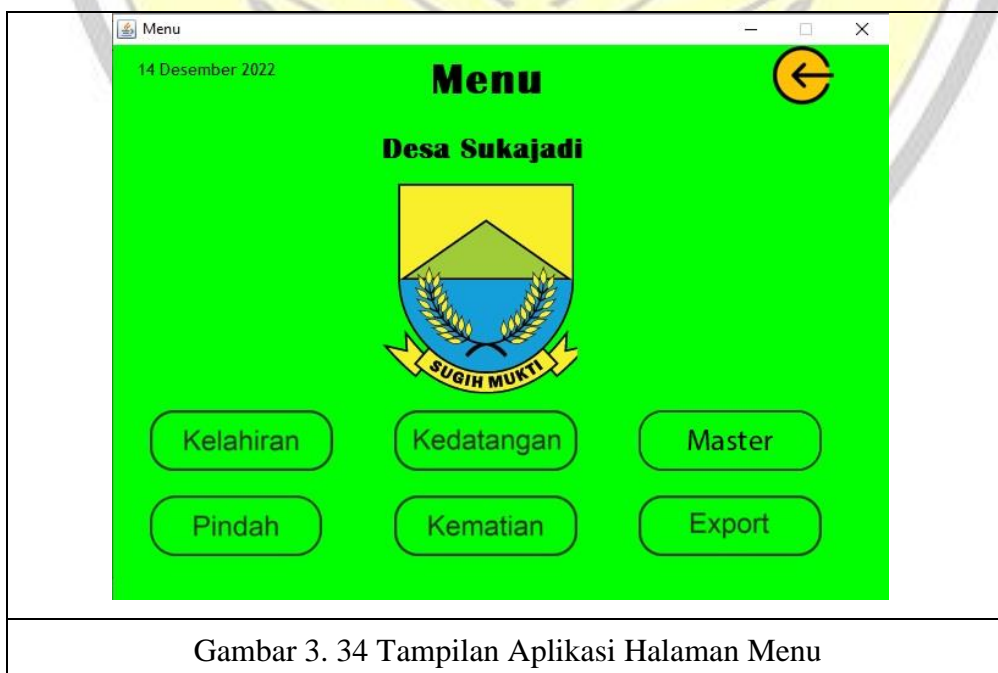 Menu
14 Desember 2022
Menu
Desa Sukajadi
SUGIH MUKTI
Kelahiran
Kedatangan
Master
Pindah
Kematian
Export
Gambar 3. 34 Tampilan Aplikasi Halaman Menu